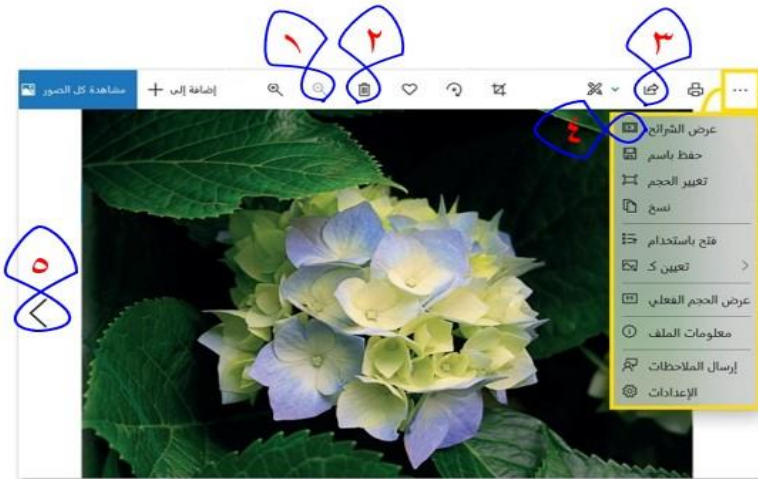 ١ ٢ ٣
مشاهدة كل الصور
إضافة إلى
عرض الشرائح
٤
حفظ باسم
تغيير الحجم
نسخ
فتح باستخدام
تعيين كـ
عرض الحجم الفعلي
معلومات الملف
إرسال الملاحظات
الإعدادات
٥